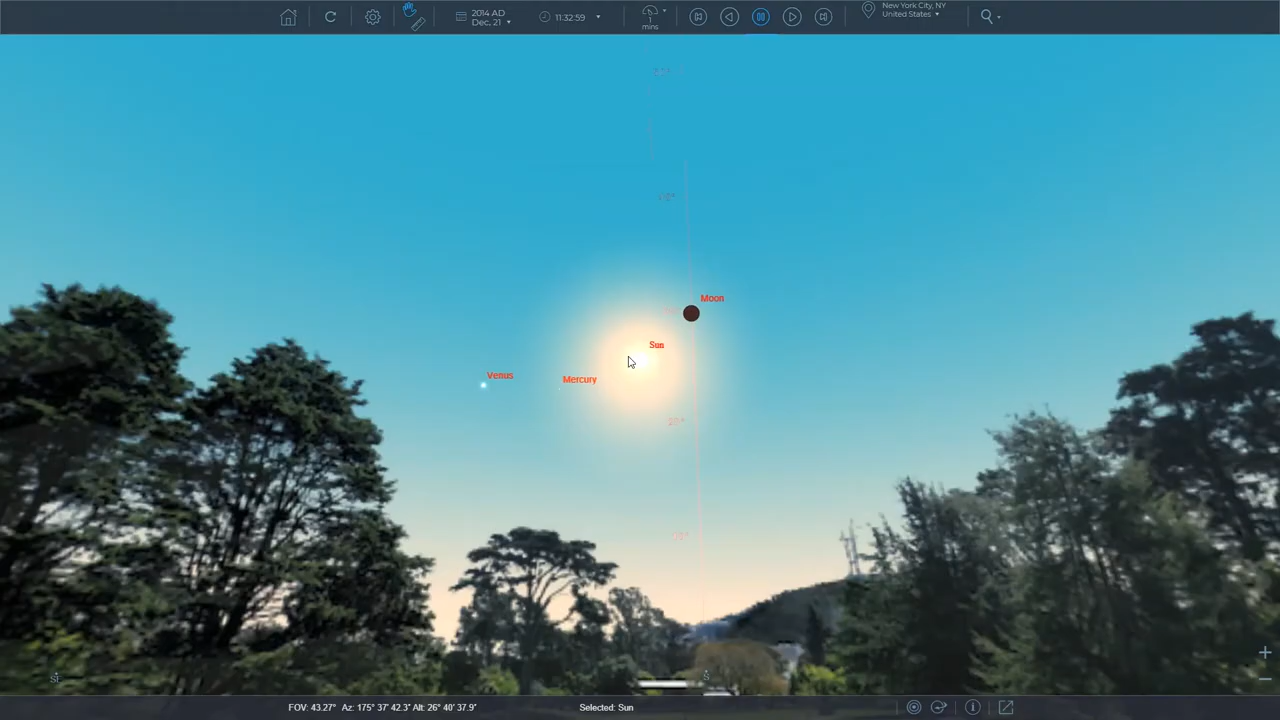 2014 AD
Dec, 21
11:32:59
1
mins
New York City, NY
United States
Moon
Sun
Venus
Mercury
FOV: 43.27° Az: 175° 37' 42.3" Alt: 26° 40' 37.9"
Selected: Sun